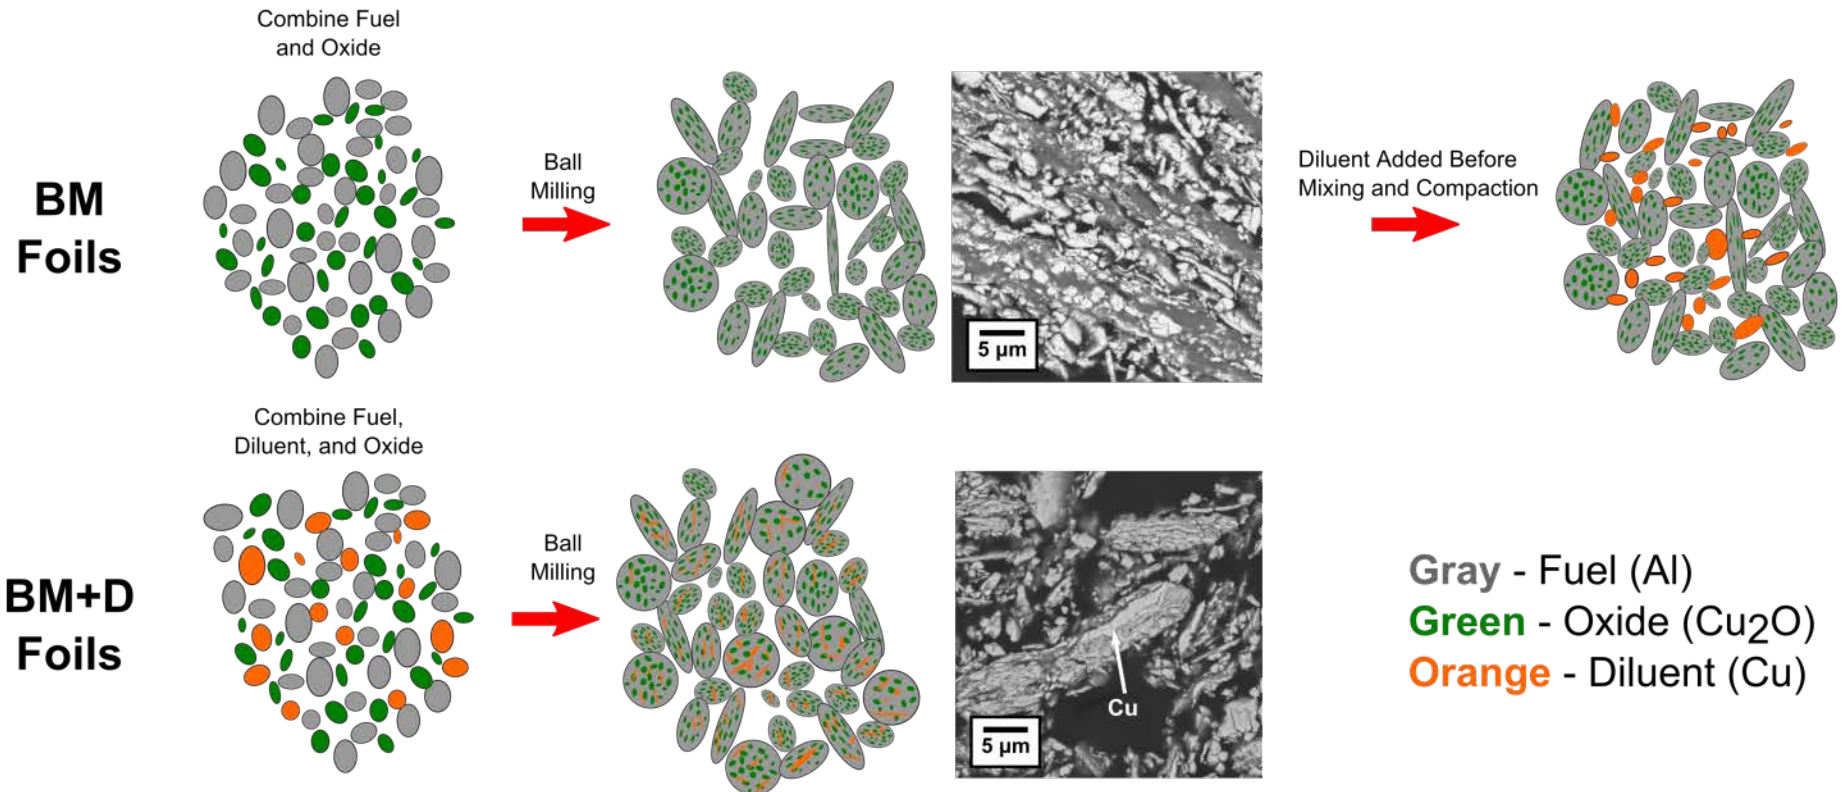 Combine Fuel
and Oxide
BM
Foils
Ball
Milling
5 µm
Diluent Added Before
Mixing and Compaction
Combine Fuel,
Diluent, and Oxide
BM+D
Foils
Ball
Milling
Cu
5 µm
Gray - Fuel (Al)
Green - Oxide (Cu2O)
Orange - Diluent (Cu)